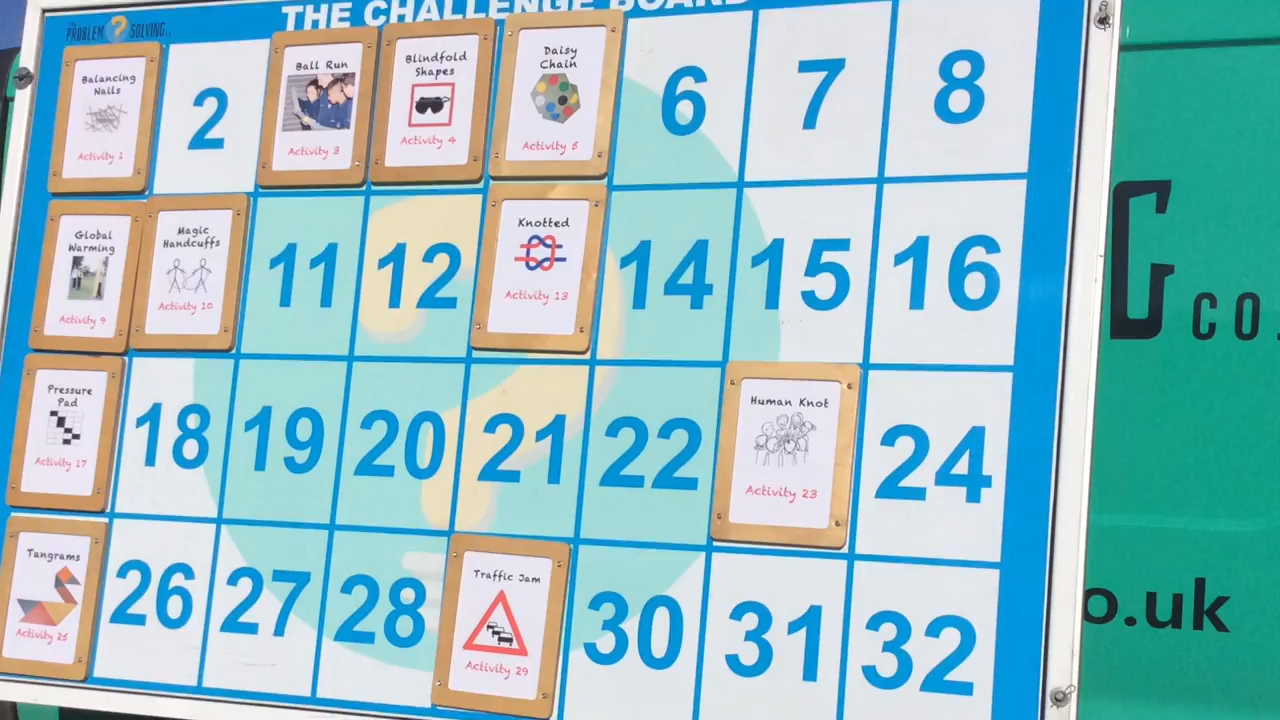 THE CHALLENGE BOARD
THE
PROBLEM ? SOLVING
Balancing
Nails
Activity 1
2
Ball Run
Activity 3
Blindfold
Shapes
Activity 4
Daisy
Chain
Activity 5
6
7
8
Global
Warming
Activity 9
Magic
Handcuffs
Activity 10
11
12
Knotted
Activity 13
14
15
16
Pressure
Pad
Activity 17
18
19
20
21
22
Human Knot
Activity 23
24
Tangrams
Activity 25
26
27
28
Traffic Jam
Activity 29
30
31
32
G
CO.
o.uk